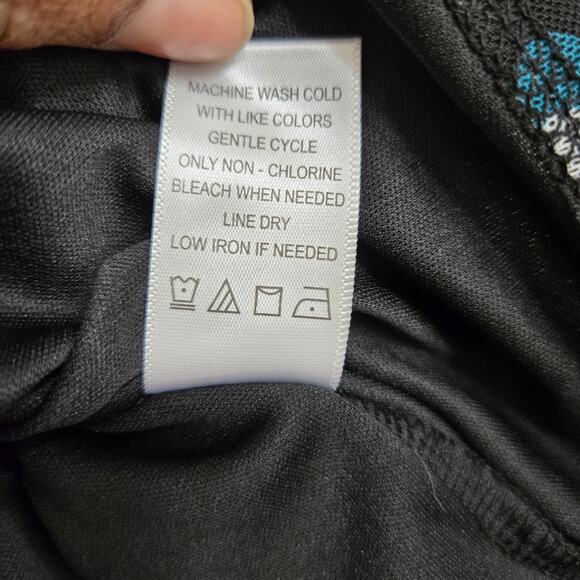 MACHINE WASH COLD
WITH LIKE COLORS
GENTLE CYCLE
ONLY NON - CHLORINE
BLEACH WHEN NEEDED
LINE DRY
LOW IRON IF NEEDED